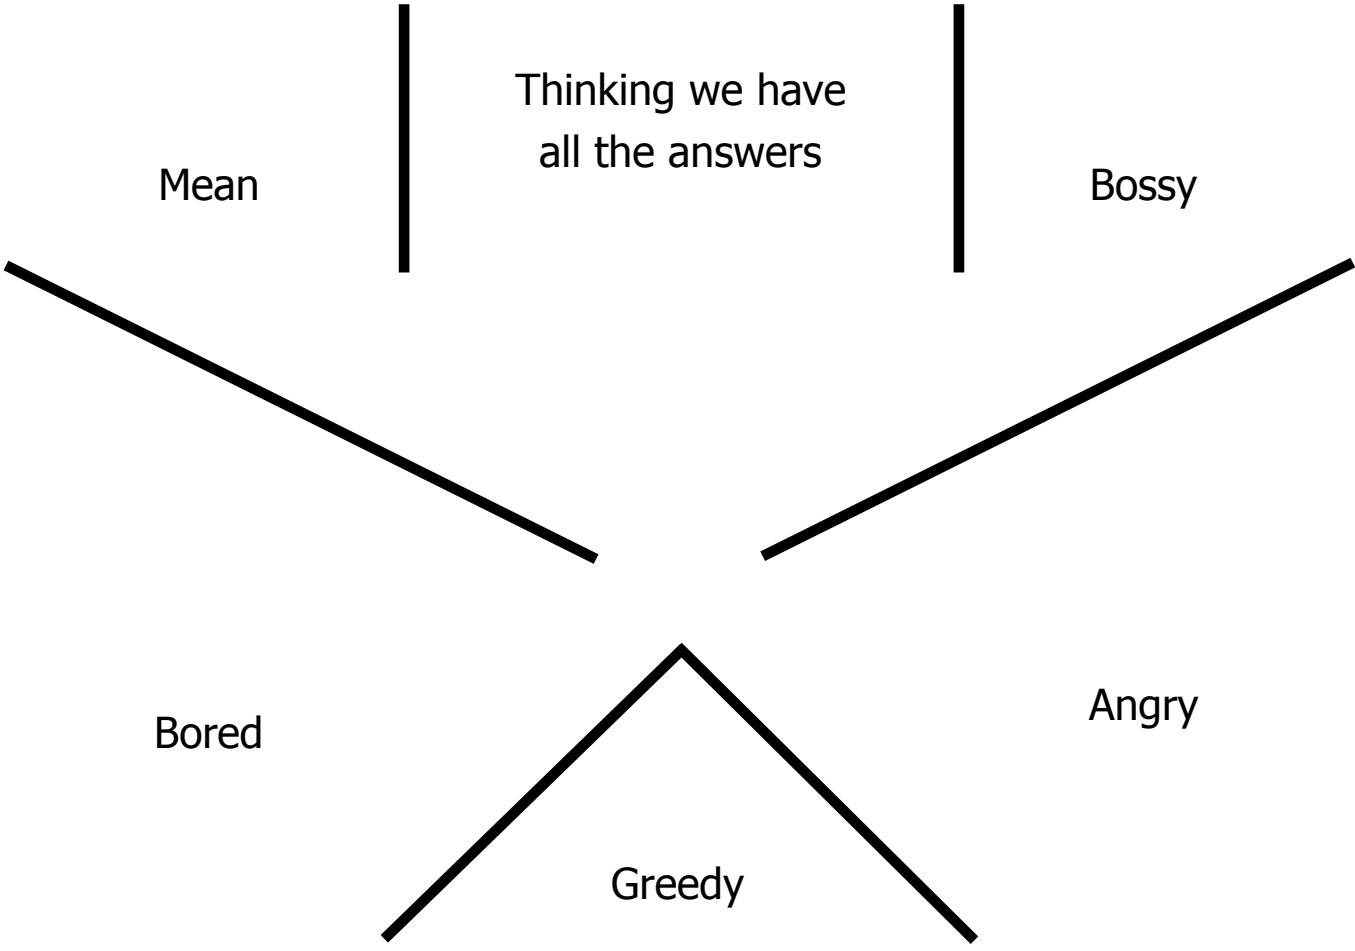 Thinking we have
all the answers
Mean
Bossy
Bored
Angry
Greedy